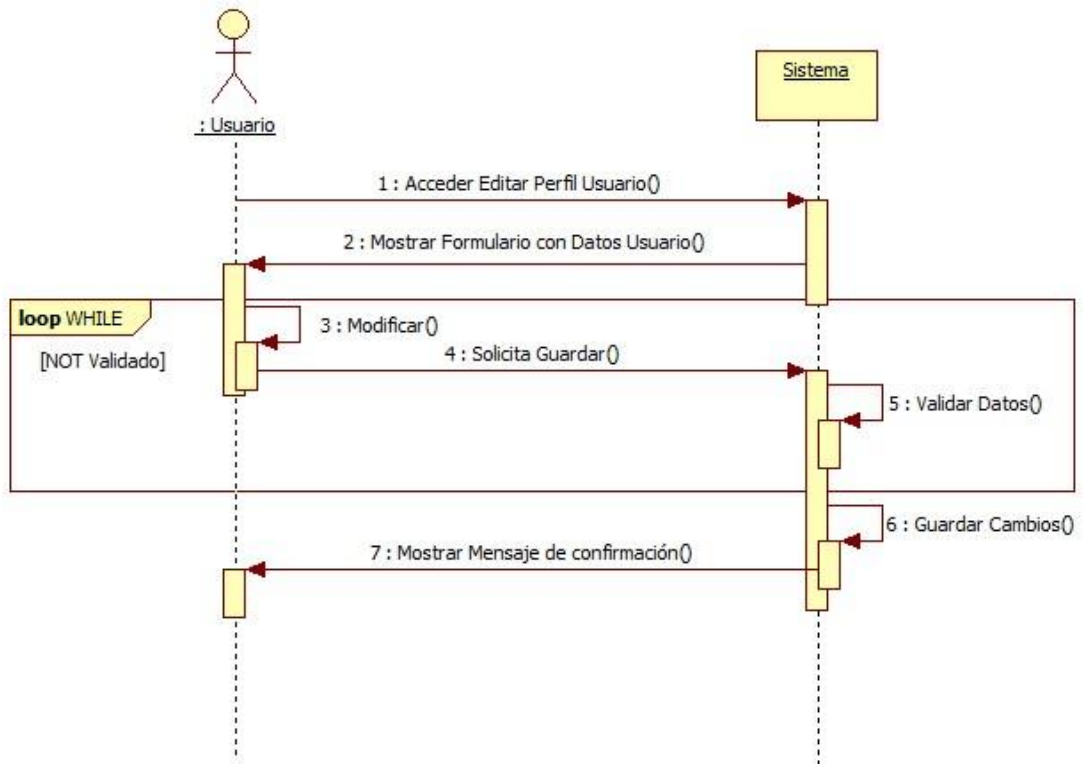 Sistema
: Usuario
1 : Acceder Editar Perfil Usuario()
2 : Mostrar Formulario con Datos Usuario()
loop WHILE
[NOT Validado]
3 : Modificar()
4 : Solicita Guardar()
5 : Validar Datos()
6 : Guardar Cambios()
7 : Mostrar Mensaje de confirmación()